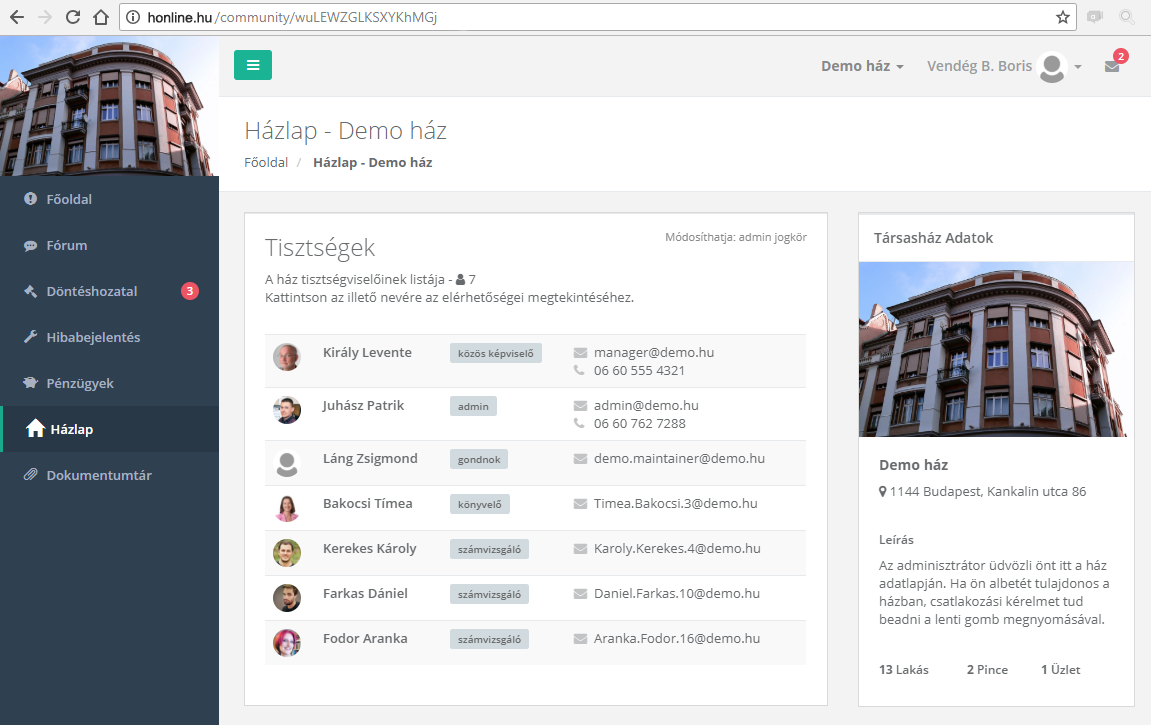 honline.hu/community/wuLEWZGLKSXYKhMGj
Demo ház
Vendég B. Boris
2
Főoldal
Fórum
Döntéshozatal 3
Hibabejelentés
Pénzügyek
Házlap
Dokumentumtár
Házlap - Demo ház
Főoldal / Házlap - Demo ház
Tisztségek
Módosíthatja: admin jogkör
A ház tisztségviselőinek listája - 7
Kattintson az illető nevére az elérhetőségei megtekintéséhez.
Király Levente közös képviselő manager@demo.hu
06 60 555 4321
Juhász Patrik admin admin@demo.hu
06 60 762 7288
Láng Zsigmond gondnok demo.maintainer@demo.hu
Bakocsi Tímea könyvelő Timea.Bakocsi.3@demo.hu
Kerekes Károly számvizsgáló Karoly.Kerekes.4@demo.hu
Farkas Dániel számvizsgáló Daniel.Farkas.10@demo.hu
Fodor Aranka számvizsgáló Aranka.Fodor.16@demo.hu
Társasház Adatok
Demo ház
1144 Budapest, Kankalin utca 86
Leírás
Az adminisztrátor üdvözli önt itt a ház
adatlapján. Ha ön albetét tulajdonos a
házban, csatlakozási kérelmet tud
beadni a lenti gomb megnyomásával.
13 Lakás 2 Pince 1 Üzlet